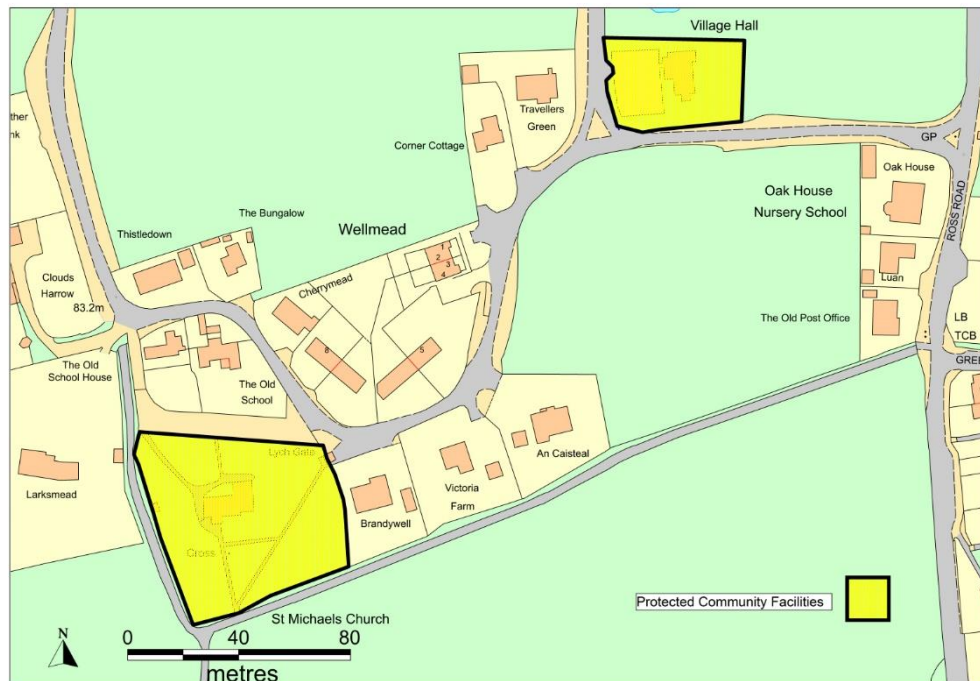 Village Hall
ther
nk
Travellers
Green
Corner Cottage
GP
Oak House
Oak House
Nursery School
ROSS ROAD
The Bungalow
Thistledown
Wellmead
1
2
3
4
Clouds
Harrow
83.2m
Cherrymead
Luan
The Old Post Office
LB
TCB
GREE
8
5
The Old
School House
The Old
School
Lych Gate
An Caisteal
Larksmead
Victoria
Farm
Brandywell
Cross
Protected Community Facilities
St Michaels Church
N
0 40 80
metres